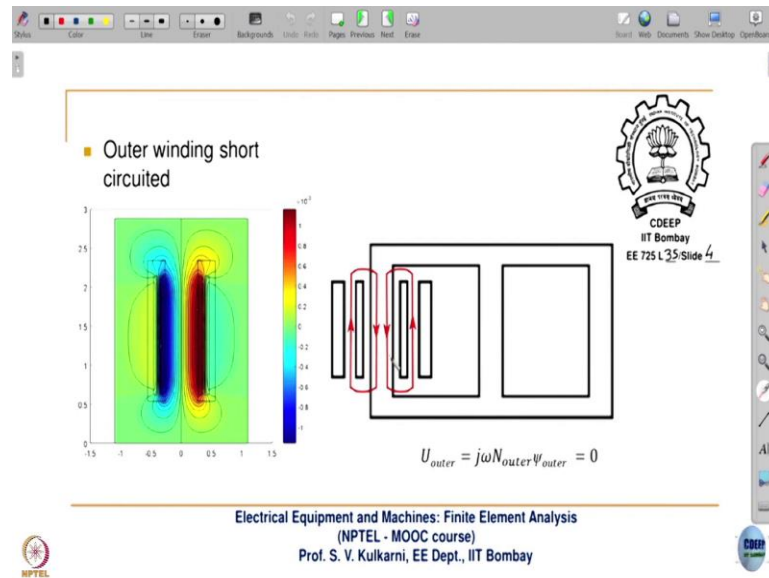 Stylus
Color
Line
Eraser
Backgrounds
Undo
Redo
Pages
Previous
Next
Erase
Board
Web
Documents
Show Desktop
OpenBoard
Outer winding short
circuited
CDEEP
IIT Bombay
EE 725 L 35/Slide 4
3
2.5
2
1.5
1
0.5
0
-1.5
-1
-0.5
0
0.5
1
1.5
1
0.8
0.6
0.4
0.2
0
-0.2
-0.4
-0.6
-0.8
-1
U_outer = jωN_outer ψ_outer = 0
Electrical Equipment and Machines: Finite Element Analysis
(NPTEL - MOOC course)
Prof. S. V. Kulkarni, EE Dept., IIT Bombay
NPTEL
CDEEP